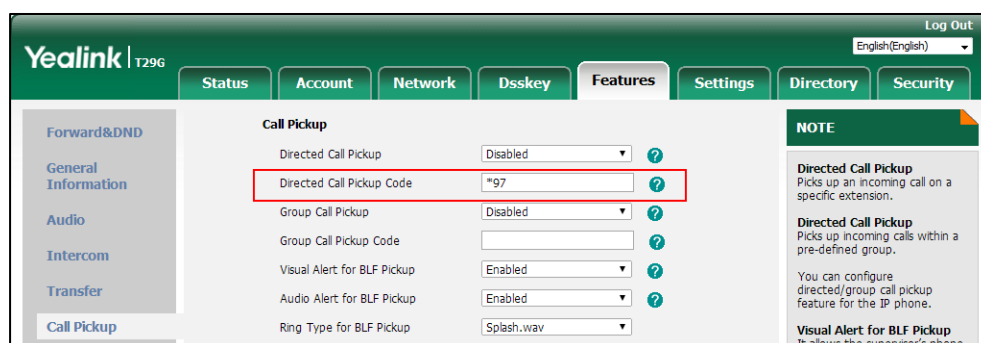 Log Out
Yealink T29G
English(English)
Status Account Network Dsskey Features Settings Directory Security
Forward&DND
General
Information
Audio
Intercom
Transfer
Call Pickup
Call Pickup
Directed Call Pickup Disabled
Directed Call Pickup Code *97
Group Call Pickup Disabled
Group Call Pickup Code
Visual Alert for BLF Pickup Enabled
Audio Alert for BLF Pickup Enabled
Ring Type for BLF Pickup Splash.wav
NOTE
Directed Call Pickup
Picks up an incoming call on a
specific extension.
Directed Call Pickup
Picks up incoming calls within a
pre-defined group.
You can configure
directed/group call pickup
feature for the IP phone.
Visual Alert for BLF Pickup
It allows the supervisor's phone